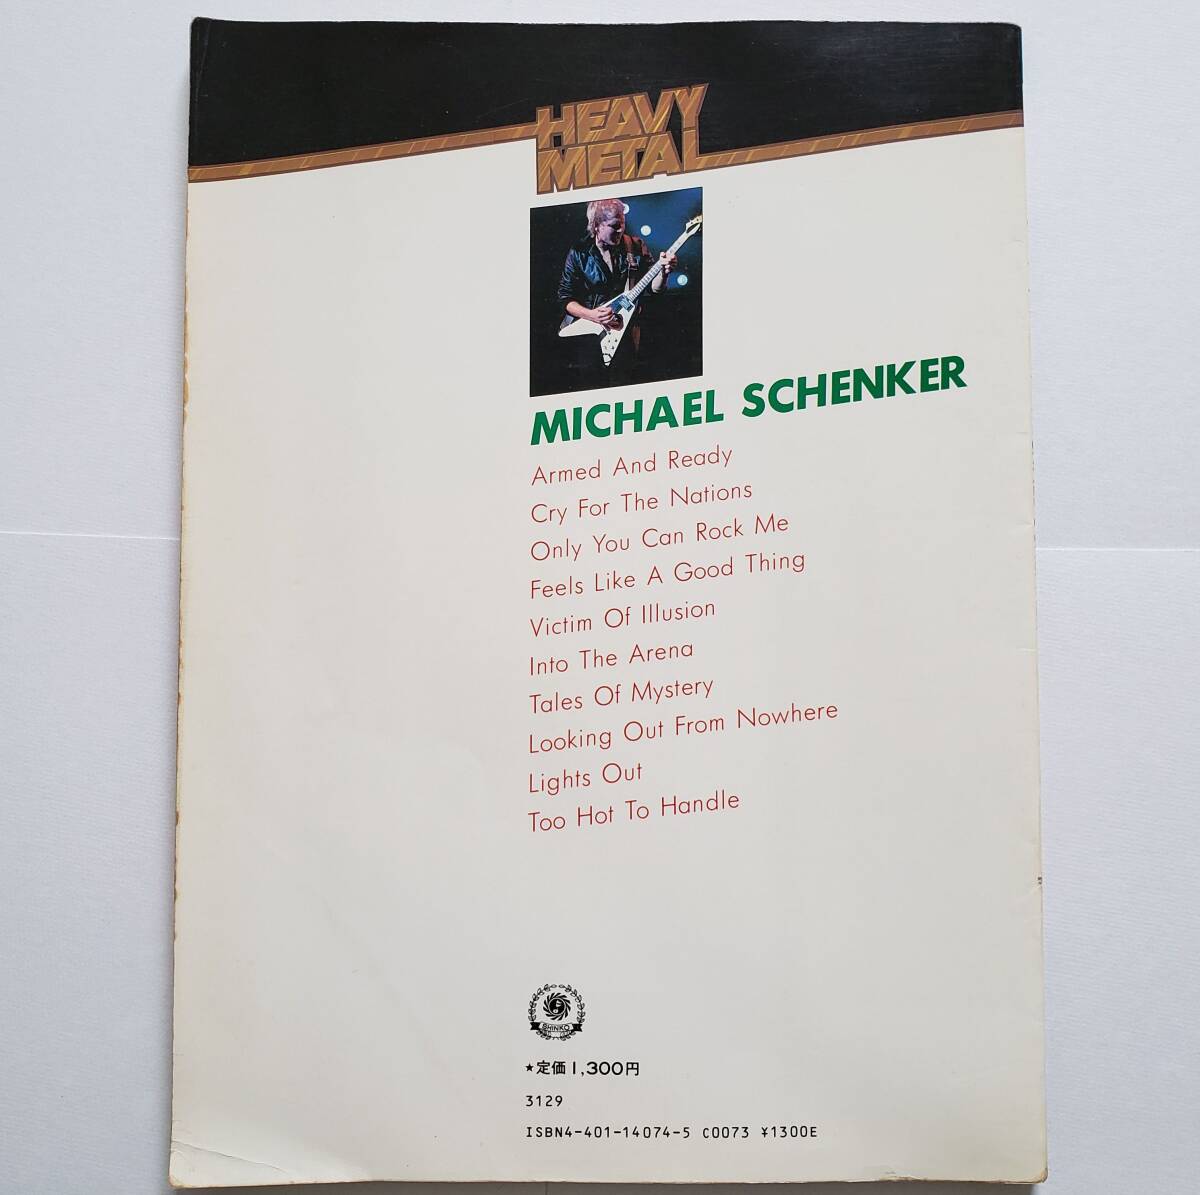 HEAVY
METAL
MICHAEL SCHENKER
Armed And Ready
Cry For The Nations
Only You Can Rock Me
Feels Like A Good Thing
Victim Of Illusion
Into The Arena
Tales Of Mystery
Looking Out From Nowhere
Lights Out
Too Hot To Handle
SHINKO
★定価1,300円
3129
ISBN4-401-14074-5 C0073 ¥1300E